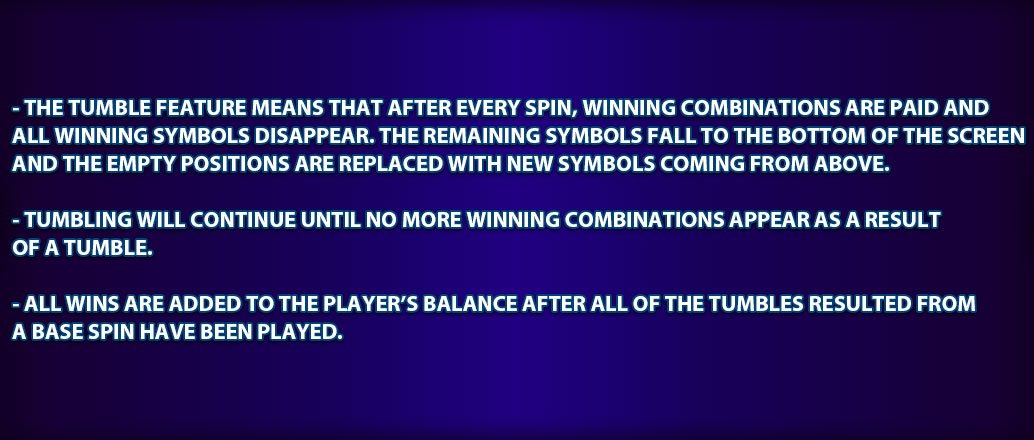 - THE TUMBLE FEATURE MEANS THAT AFTER EVERY SPIN, WINNING COMBINATIONS ARE PAID AND
ALL WINNING SYMBOLS DISAPPEAR. THE REMAINING SYMBOLS FALL TO THE BOTTOM OF THE SCREEN
AND THE EMPTY POSITIONS ARE REPLACED WITH NEW SYMBOLS COMING FROM ABOVE.
- TUMBLING WILL CONTINUE UNTIL NO MORE WINNING COMBINATIONS APPEAR AS A RESULT
OF A TUMBLE.
- ALL WINS ARE ADDED TO THE PLAYER’S BALANCE AFTER ALL OF THE TUMBLES RESULTED FROM
A BASE SPIN HAVE BEEN PLAYED.